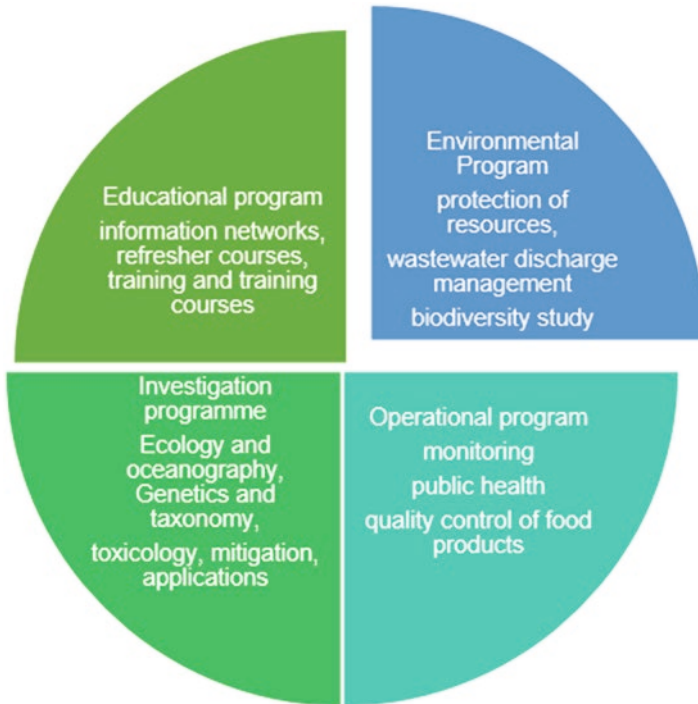 Educational program
information networks,
refresher courses,
training and training
courses
Environmental
Program
protection of
resources,
wastewater discharge
management
biodiversity study
Investigation
programme
Ecology and
oceanography,
Genetics and
taxonomy,
toxicology, mitigation,
applications
Operational program
monitoring
public health
quality control of food
products